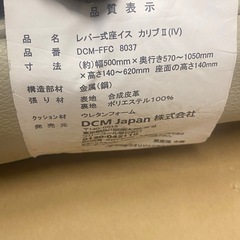 品質表示
品名 レバー式座イス カリブⅡ(Ⅳ)
品番 DCM-FFC 8037
寸法 (約)幅500mm×奥行き570～1050mm
×高さ140～620mm 座面の高さ140mm
構造部材 金属(鋼)
張り材 表面 合成皮革
裏面 ポリエステル100%
クッション材 ウレタンフォーム
発売元 DCM Japan 株式会社